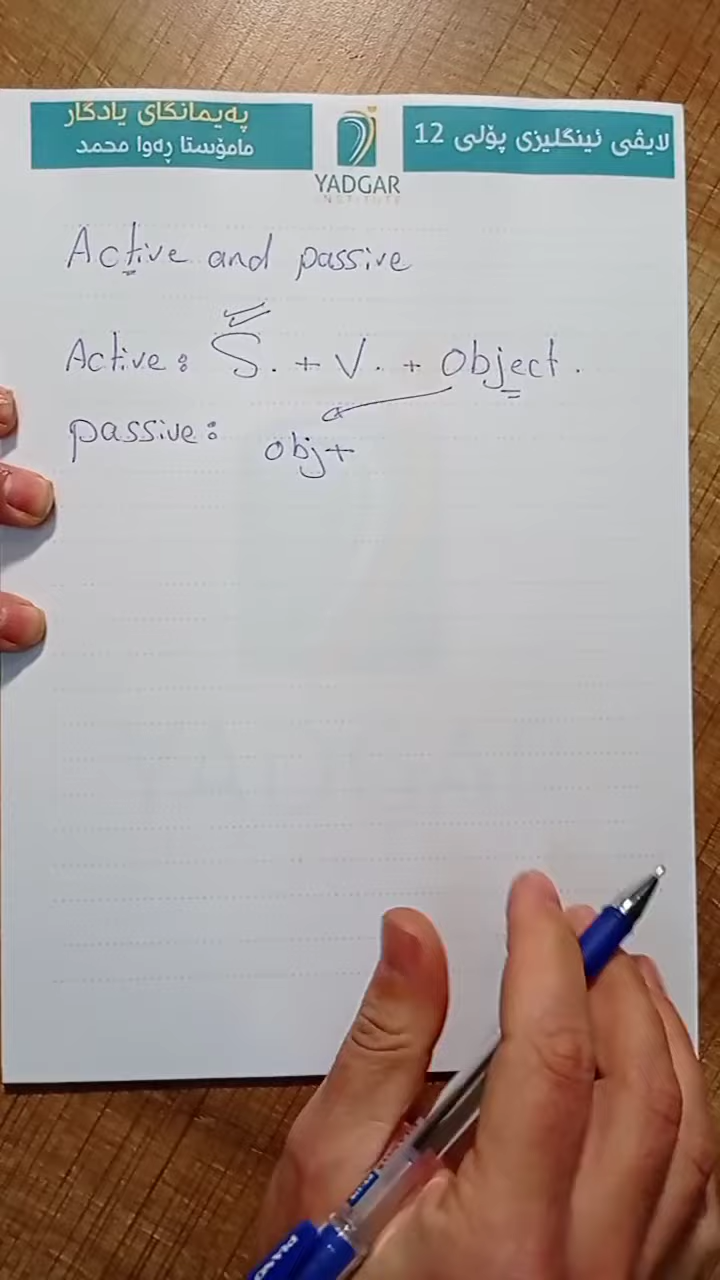 پەیمانگای یادگار
مامۆستا ڕەوا محمد
YADGAR
INSTITUTE
لایڤی ئینگلیزی پۆلی 12
Active and passive
Active: S. + V. + object.
passive: obj+